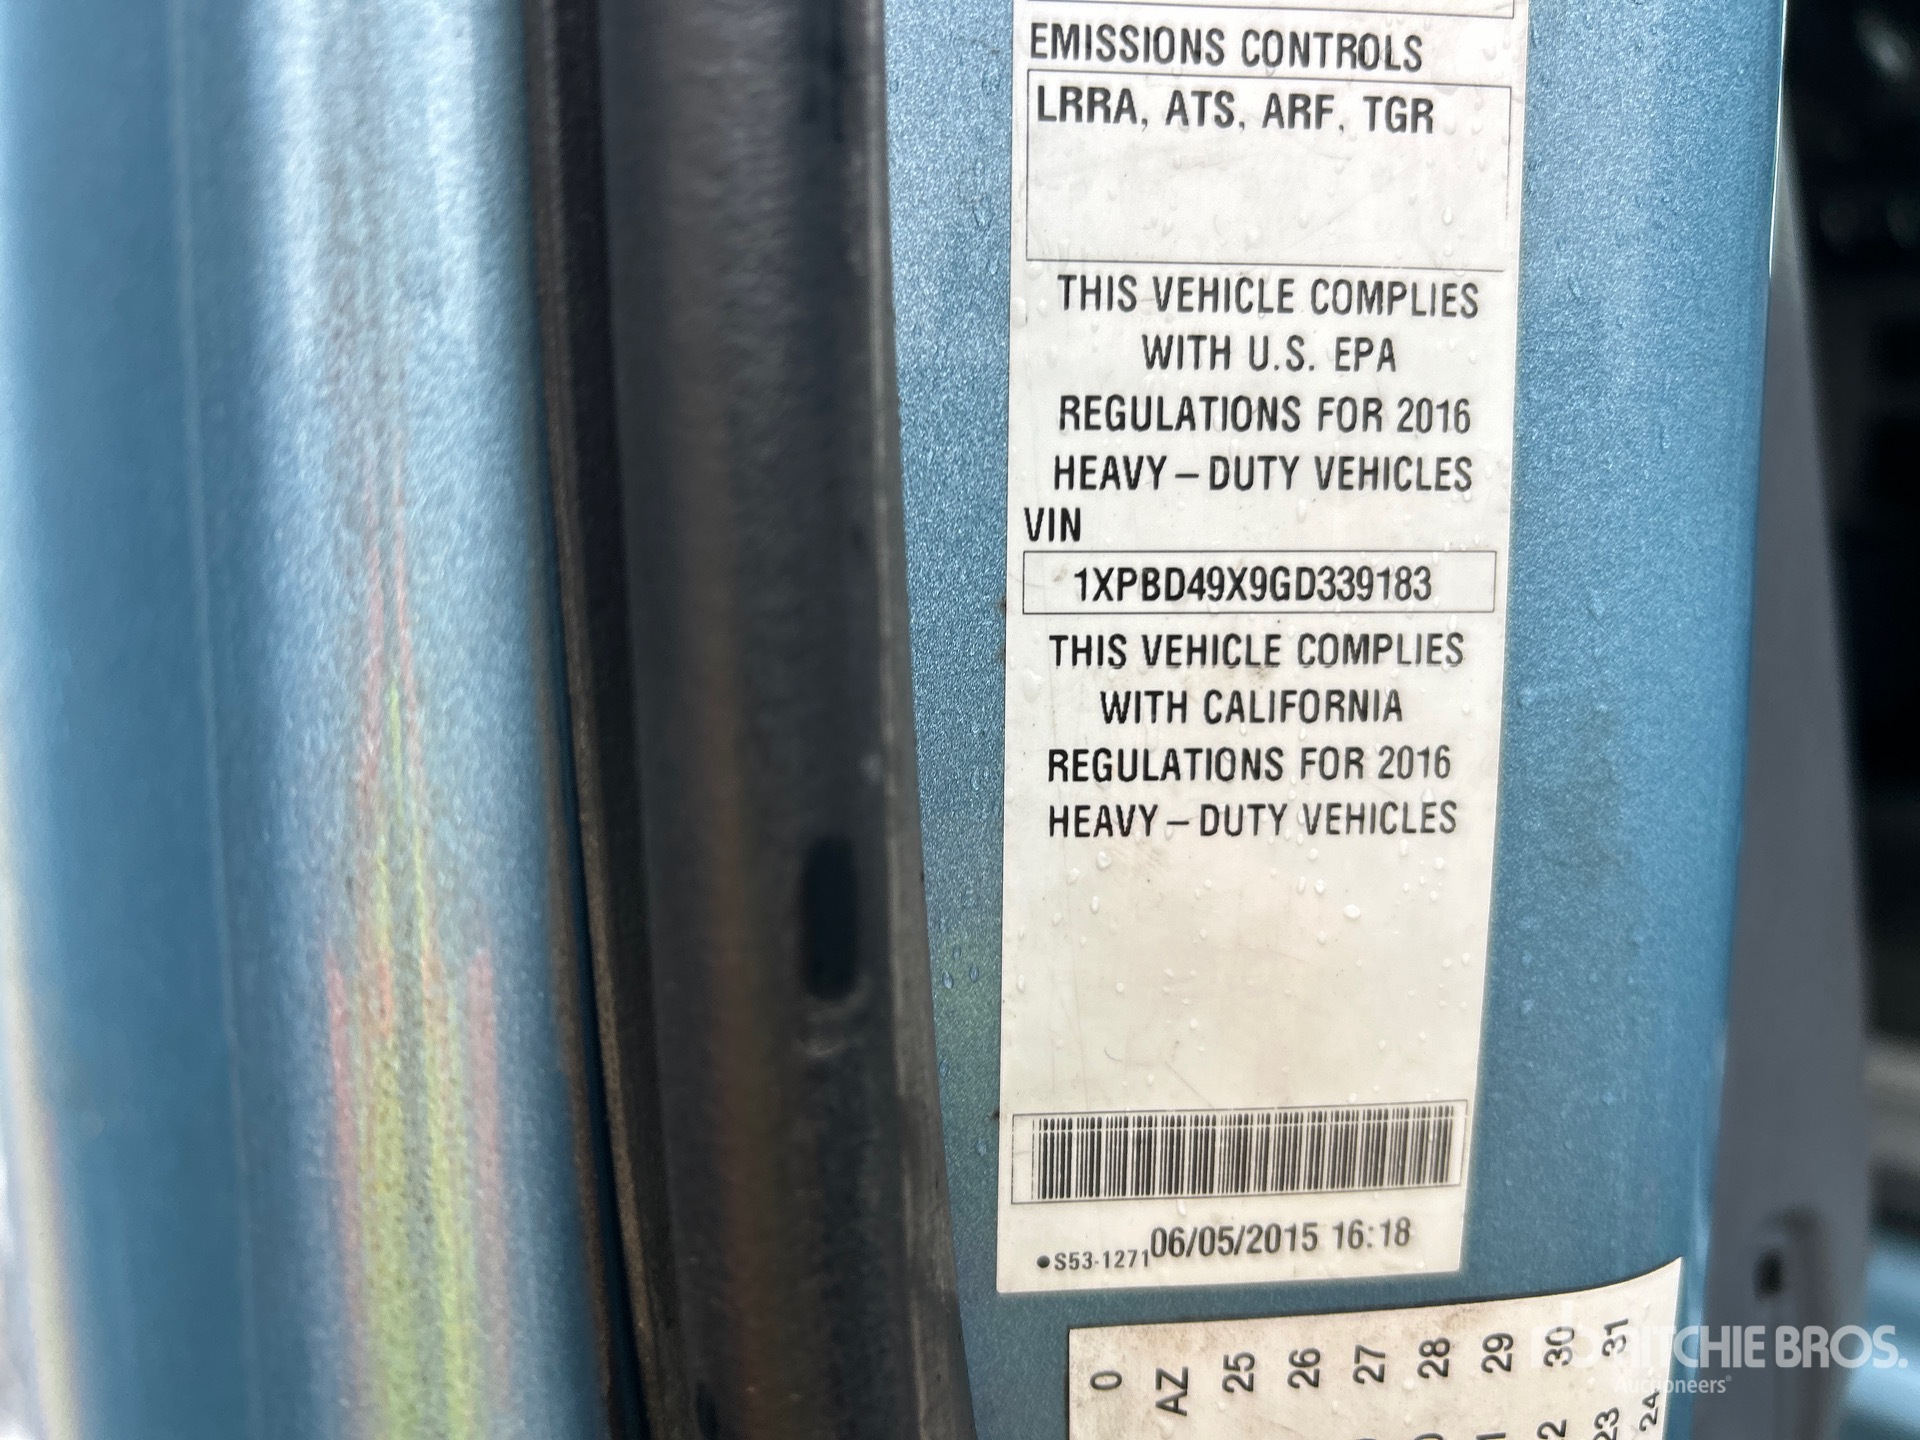 EMISSIONS CONTROLS
LRRA, ATS, ARF, TGR
THIS VEHICLE COMPLIES
WITH U.S. EPA
REGULATIONS FOR 2016
HEAVY – DUTY VEHICLES
VIN
1XPBD49X9GD339183
THIS VEHICLE COMPLIES
WITH CALIFORNIA
REGULATIONS FOR 2016
HEAVY – DUTY VEHICLES
●S53-1271 06/05/2015 16:18
0 AZ 25 26 27 28 29 30 31
23 24
RITCHIE BROS.
Auctioneers